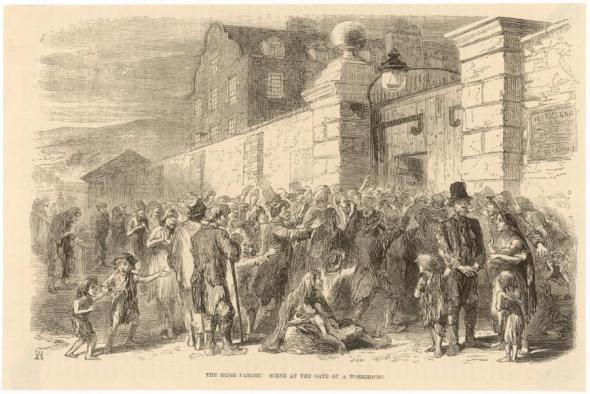 THE IRISH FAMINE: SCENE AT THE GATE OF A WORKHOUSE.